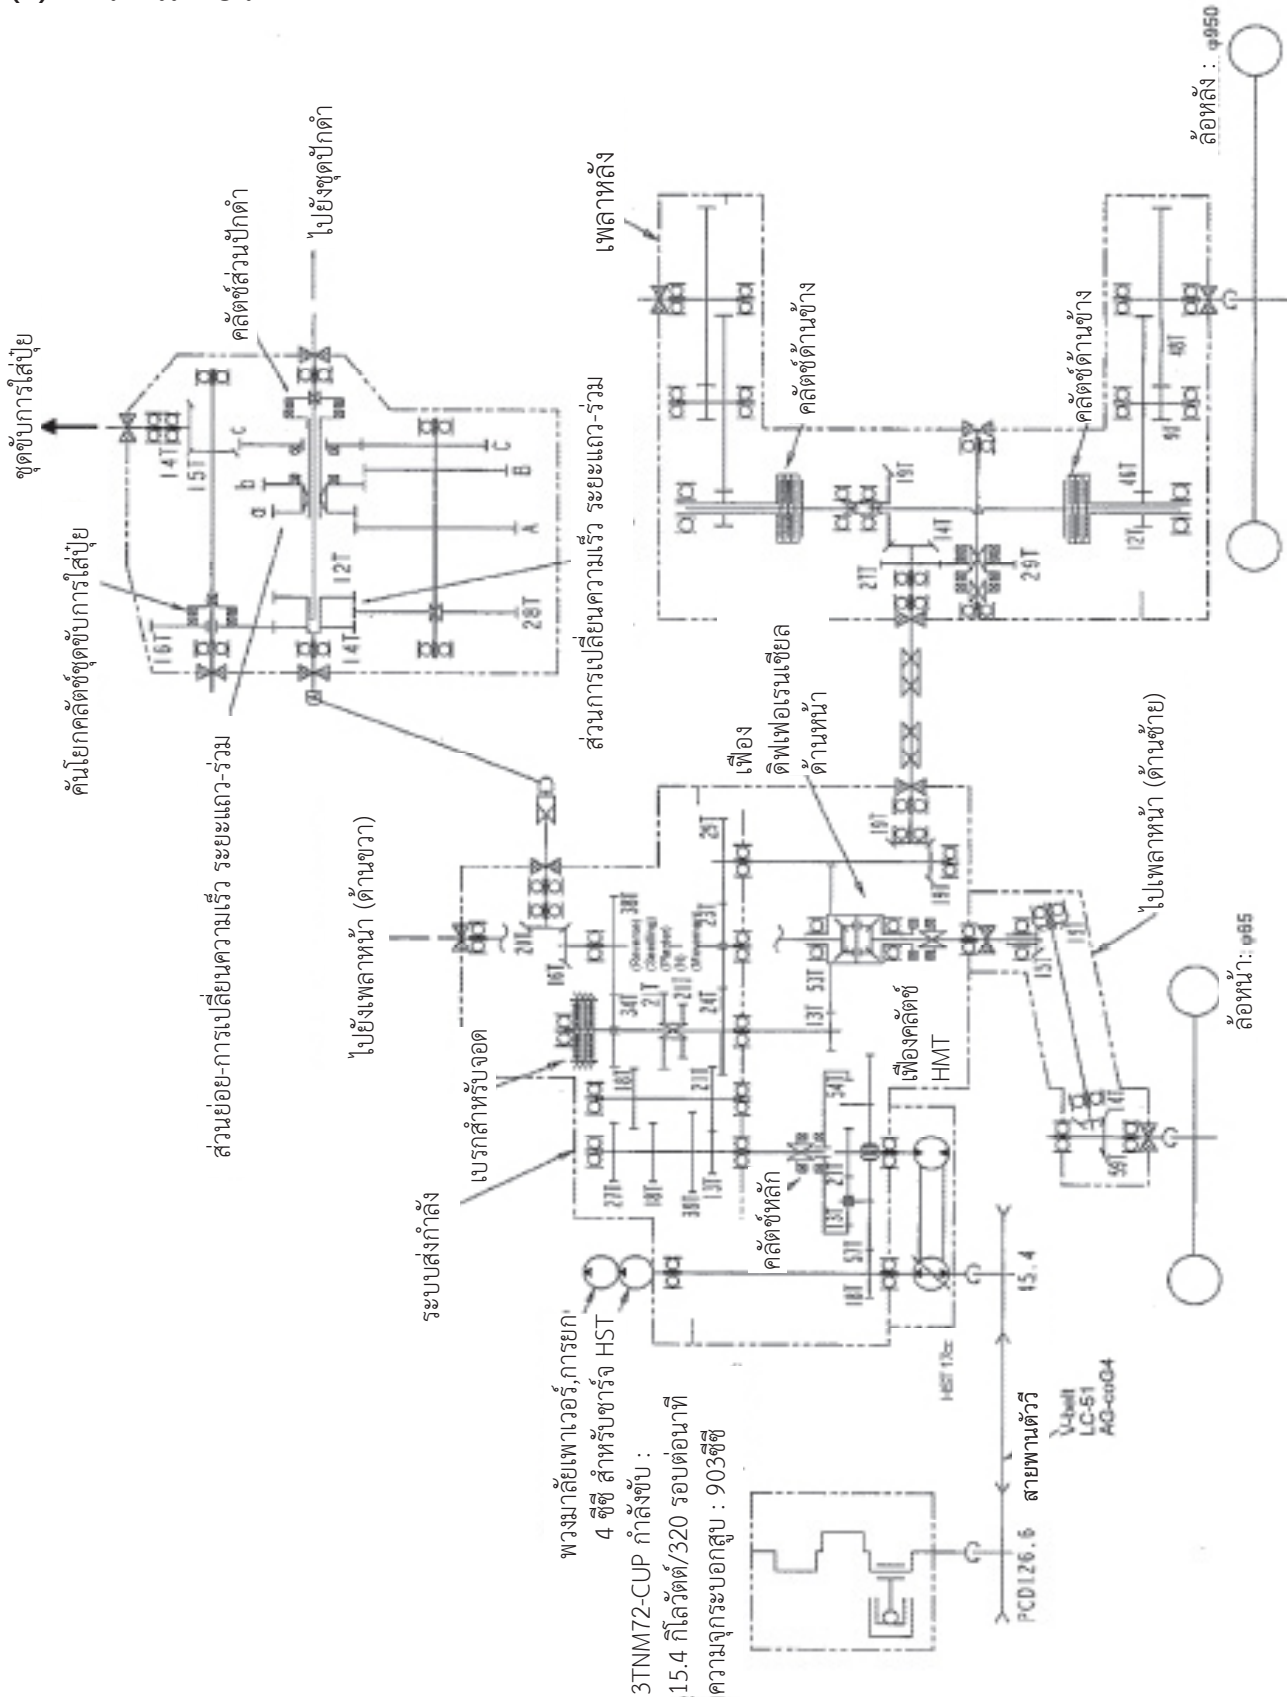 ชุดขับการใส่ปุ๋ย
คันโยกคลัตช์ชุดขับการใส่ปุ๋ย
คลัตช์ส่วนปักดำ
ไปยังชุดปักดำ
ส่วนย่อย-การเปลี่ยนความเร็ว ระยะแถว-ร่วม
ส่วนการเปลี่ยนความเร็ว ระยะแถว-ร่วม
16T
14T
15T
c
C
b
B
a
A
12T
14T
28T
เพลาหลัง
คลัตช์ด้านข้าง
คลัตช์ด้านข้าง
19T
14T
27T
29T
12T
46T
9T
48T
ล้อหลัง : φ950
ไปยังเพลาหน้า (ด้านขวา)
เบรกสำหรับจอด
ระบบส่งกำลัง
เฟือง
ดิฟเฟอเรนเชียล
ด้านหน้า
16T
38T
34T
21T
21T
24T
23T
29T
(Reverse)
(N)
18T
21T
27T
18T
38T
13T
53T
13T
19T
19T
เฟืองคลัตช์
HMT
คลัตช์หลัก
54T
27T
13T
18T
ไปเพลาหน้า (ด้านซ้าย)
15T
14T
59T
ล้อหน้า: φ65
พวงมาลัยเพาเวอร์,การยก
4 ซีซี สำหรับชาร์จ HST
3TNM72-CUP กำลังขับ :
15.4 กิโลวัตต์/320 รอบต่อนาที
ความจุกระบอกสูบ : 903ซีซี
HST 17cc
สายพานตัววี
V-belt
LC-51
PCD126.6